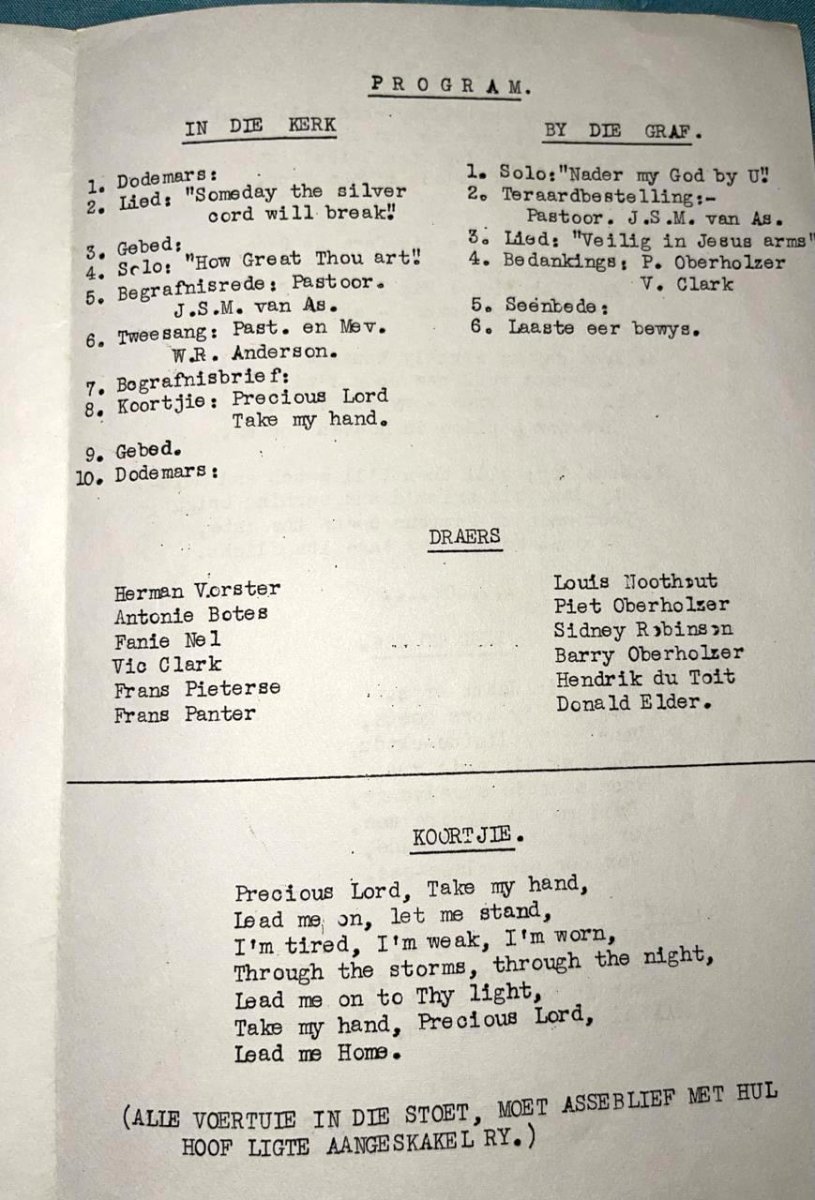 PROGRAM.
IN DIE KERK
1. Dodemars:
2. Lied: "Someday the silver
cord will break"
3. Gebed:
4. Solo: "How Great Thou art"
5. Begrafnisrede: Pastoor.
J.S.M. van As.
6. Tweesang: Past. en Mev.
W.R. Anderson.
7. Bografnisbrief:
8. Koortjie: Precious Lord
Take my hand.
9. Gebed.
10. Dodemars:
BY DIE GRAF.
1. Solo:"Nader my God by U"
2. Teraardbestelling:-
Pastoor. J.S.M. van As.
3. Lied: "Veilig in Jesus arms"
4. Bedankings: P. Oberholzer
V. Clark
5. Seënbede:
6. Laaste eer bewys.
DRAERS
Herman Vorster
Antonie Botes
Fanie Nel
Vic Clark
Frans Pieterse
Frans Panter
Louis Noothout
Piet Oberholzer
Sidney Robinson
Barry Oberholzer
Hendrik du Toit
Donald Elder.
KOORTJIE.
Precious Lord, Take my hand,
Lead me on, let me stand,
I'm tired, I'm weak, I'm worn,
Through the storms, through the night,
Lead me on to Thy light,
Take my hand, Precious Lord,
Lead me Home.
(ALLE VOERTUIE IN DIE STOET, MOET ASSEBLIEF MET HUL
HOOF LIGTE AANGESKAKEL RY.)